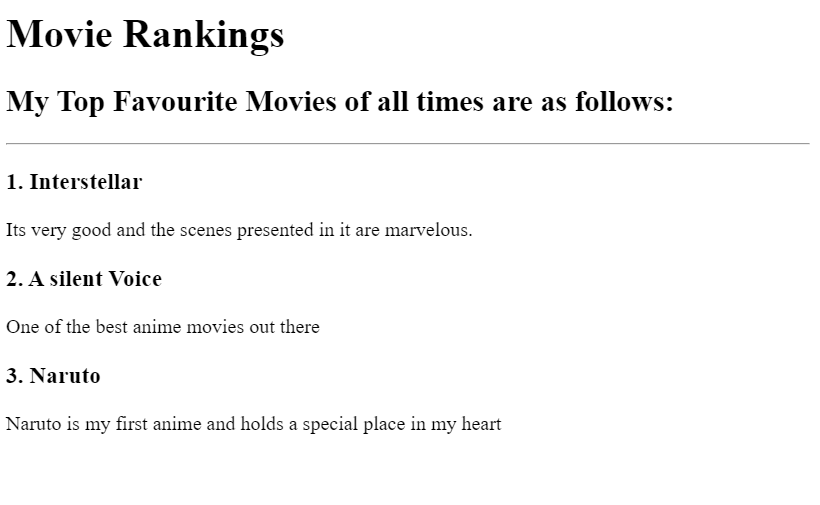 Movie Rankings
My Top Favourite Movies of all times are as follows:
1. Interstellar
Its very good and the scenes presented in it are marvelous.
2. A silent Voice
One of the best anime movies out there
3. Naruto
Naruto is my first anime and holds a special place in my heart